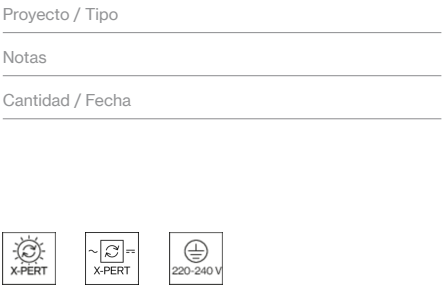 Proyecto / Tipo
Notas
Cantidad / Fecha
X-PERT
X-PERT
220-240 V